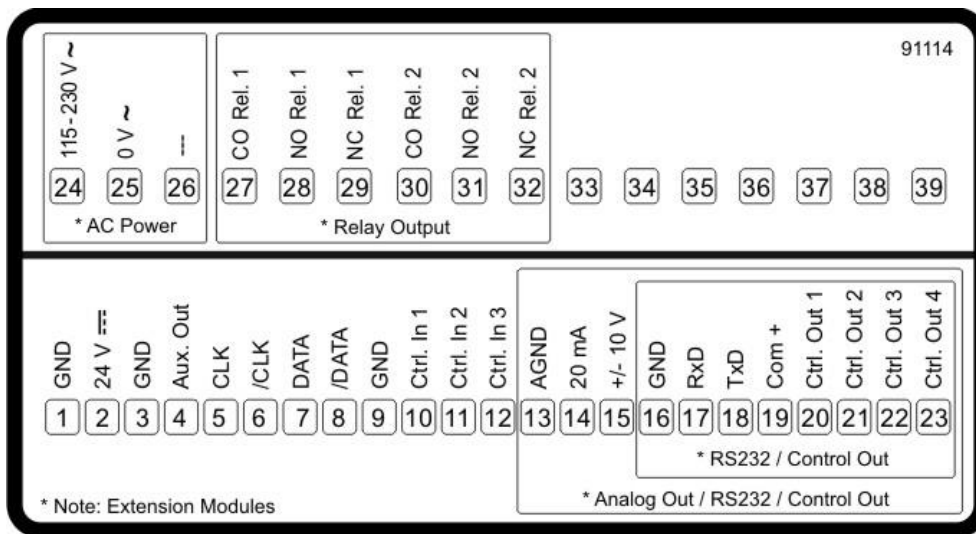 91114
115 - 230 V ~
0 V ~
CO Rel. 1
NO Rel. 1
NC Rel. 1
CO Rel. 2
NO Rel. 2
NC Rel. 2
24 25 26 27 28 29 30 31 32 33 34 35 36 37 38 39
* AC Power
* Relay Output
GND
24 V
GND
Aux. Out
CLK
/CLK
DATA
/DATA
GND
Ctrl. In 1
Ctrl. In 2
Ctrl. In 3
AGND
20 mA
+/- 10 V
GND
RxD
TxD
Com +
Ctrl. Out 1
Ctrl. Out 2
Ctrl. Out 3
Ctrl. Out 4
1 2 3 4 5 6 7 8 9 10 11 12 13 14 15 16 17 18 19 20 21 22 23
* RS232 / Control Out
* Note: Extension Modules
* Analog Out / RS232 / Control Out